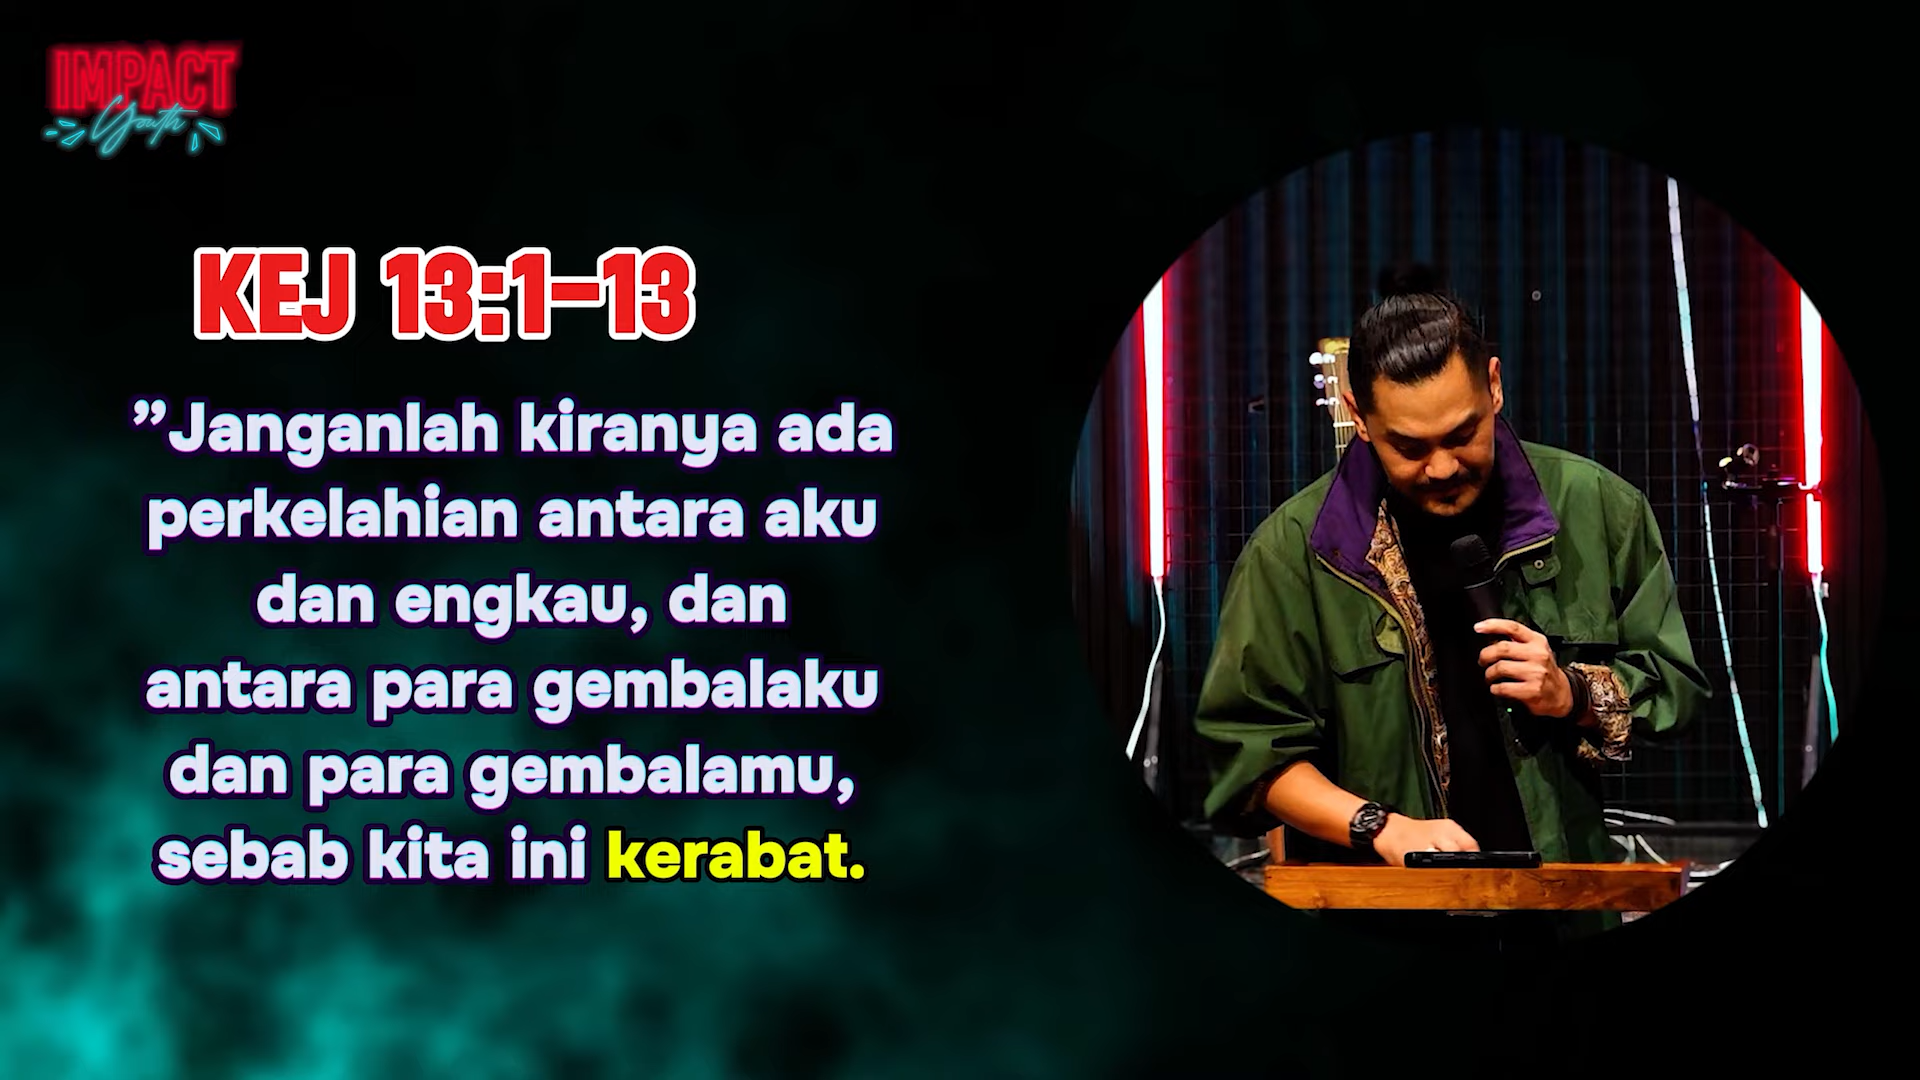 IMPACT
Youth
KEJ 13:1-13
”Janganlah kiranya ada
perkelahian antara aku
dan engkau, dan
antara para gembalaku
dan para gembalamu,
sebab kita ini kerabat.